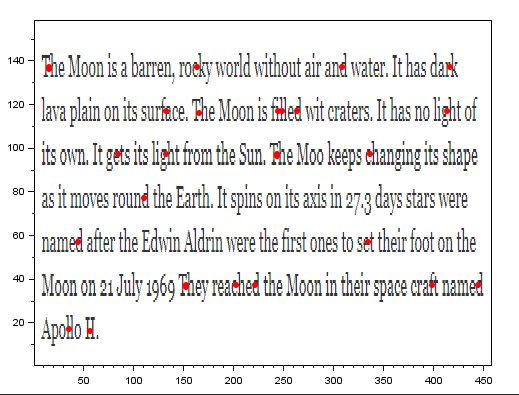 The Moon is a barren, rocky world without air and water. It has dark
lava plain on its surface. The Moon is filled wit craters. It has no light of
its own. It gets its light from the Sun. The Moo keeps changing its shape
as it moves round the Earth. It spins on its axis in 27.3 days stars were
named after the Edwin Aldrin were the first ones to set their foot on the
Moon on 21 July 1969 They reached the Moon in their space craft named
Apollo II.
140
120
100
80
60
40
20
50 100 150 200 250 300 350 400 450